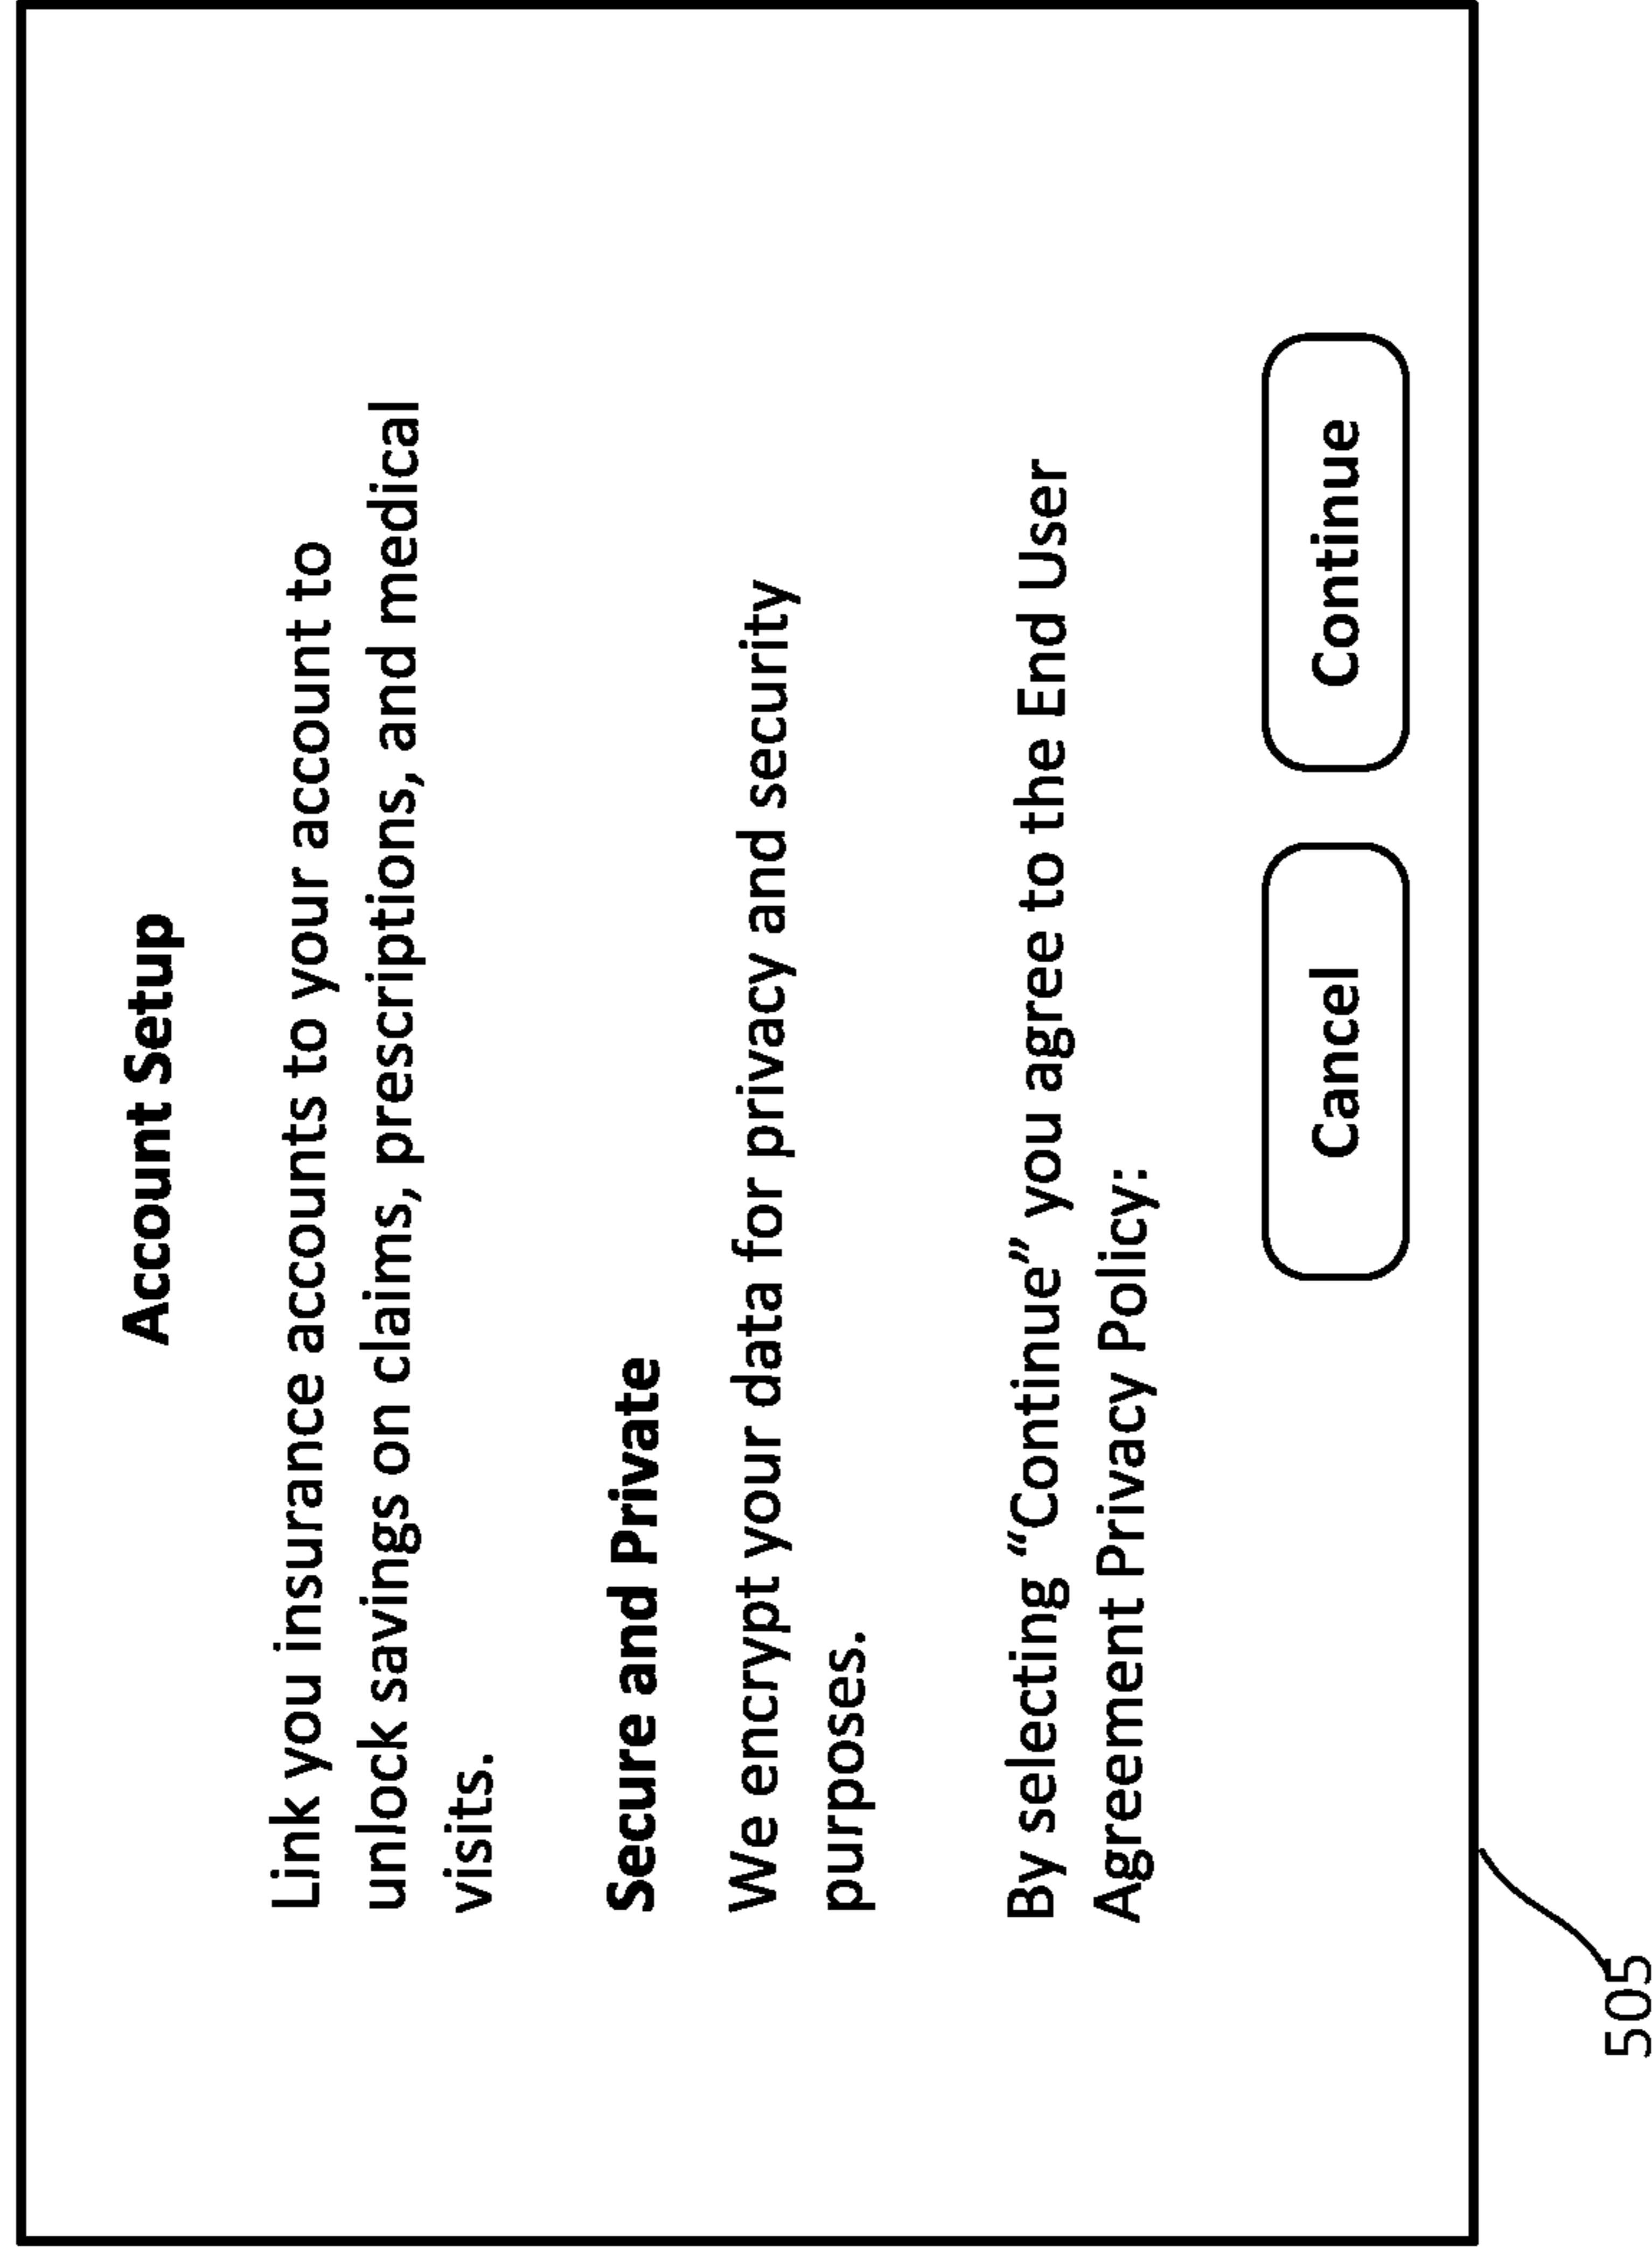 Account Setup
Link you insurance accounts to your account to
unlock savings on claims, prescriptions, and medical
visits.
Secure and Private
We encrypt your data for privacy and security
purposes.
By selecting “Continue” you agree to the End User
Agreement Privacy Policy:
Cancel
Continue
505